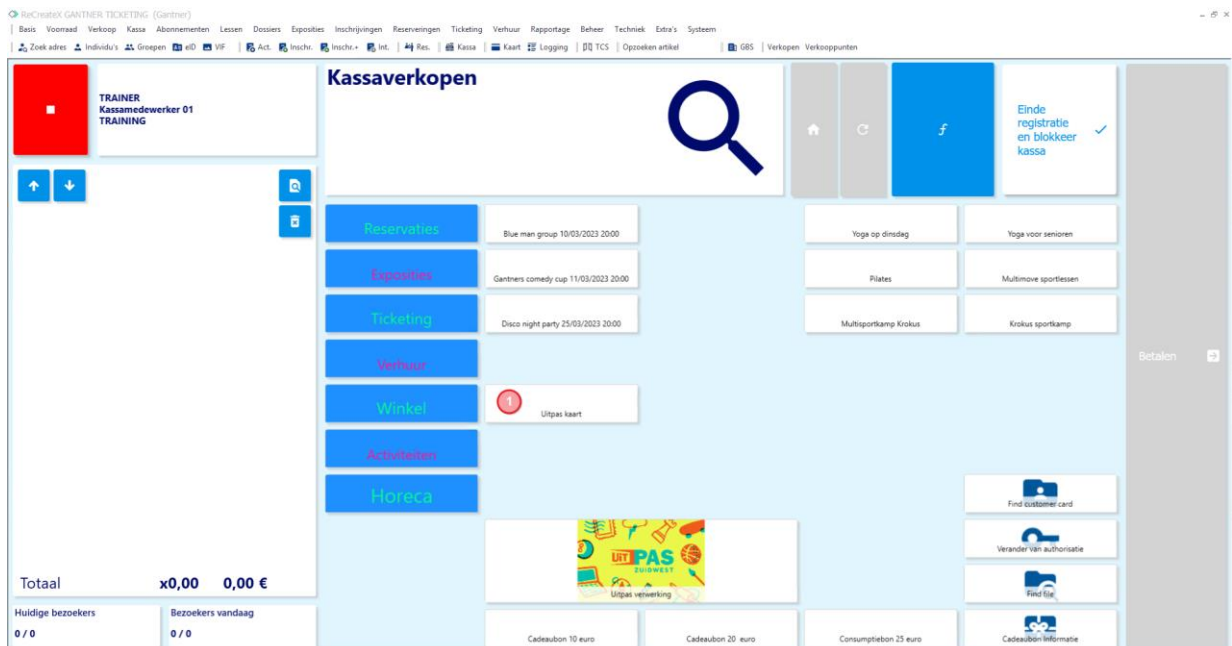 ReCreateX GANTNER TICKETING (Gantner)
Basis Voorraad Verkoop Kassa Abonnementen Lessen Dossiers Exposities Inschrijvingen Reserveringen Ticketing Verhuur Rapportage Beheer Techniek Extra's Systeem
Zoek adres Individu's Groepen eID VIF Act. Inschr. Inschr.+ Int. Res. Kassa Kaart Logging TCS Opzoeken artikel GBS Verkopen Verkooppunten
TRAINER
Kassamedewerker 01
TRAINING
Kassaverkopen
Einde
registratie
en blokkeer
kassa
Reservaties
Blue man group 10/03/2023 20:00
Yoga op dinsdag
Yoga voor senioren
Exposities
Gantners comedy cup 11/03/2023 20:00
Pilates
Multimove sportlessen
Ticketing
Disco night party 25/03/2023 20:00
Multisportkamp Krokus
Krokus sportkamp
Verhuur
Betalen
Winkel
1
Uitpas kaart
Activiteiten
Horeca
Find customer card
UiTPAS
ZUIDWEST
Uitpas verwerking
Verander van authorisatie
Find file
Totaal x0,00 0,00 €
Huidige bezoekers
0 / 0
Bezoekers vandaag
0 / 0
Cadeaubon 10 euro
Cadeaubon 20 euro
Consumptiebon 25 euro
Cadeaubon Informatie